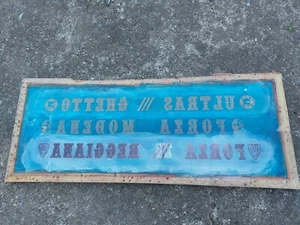 ULTRAS /// GHETTO
FORZA MODENA
FORZA /// REGGIANA